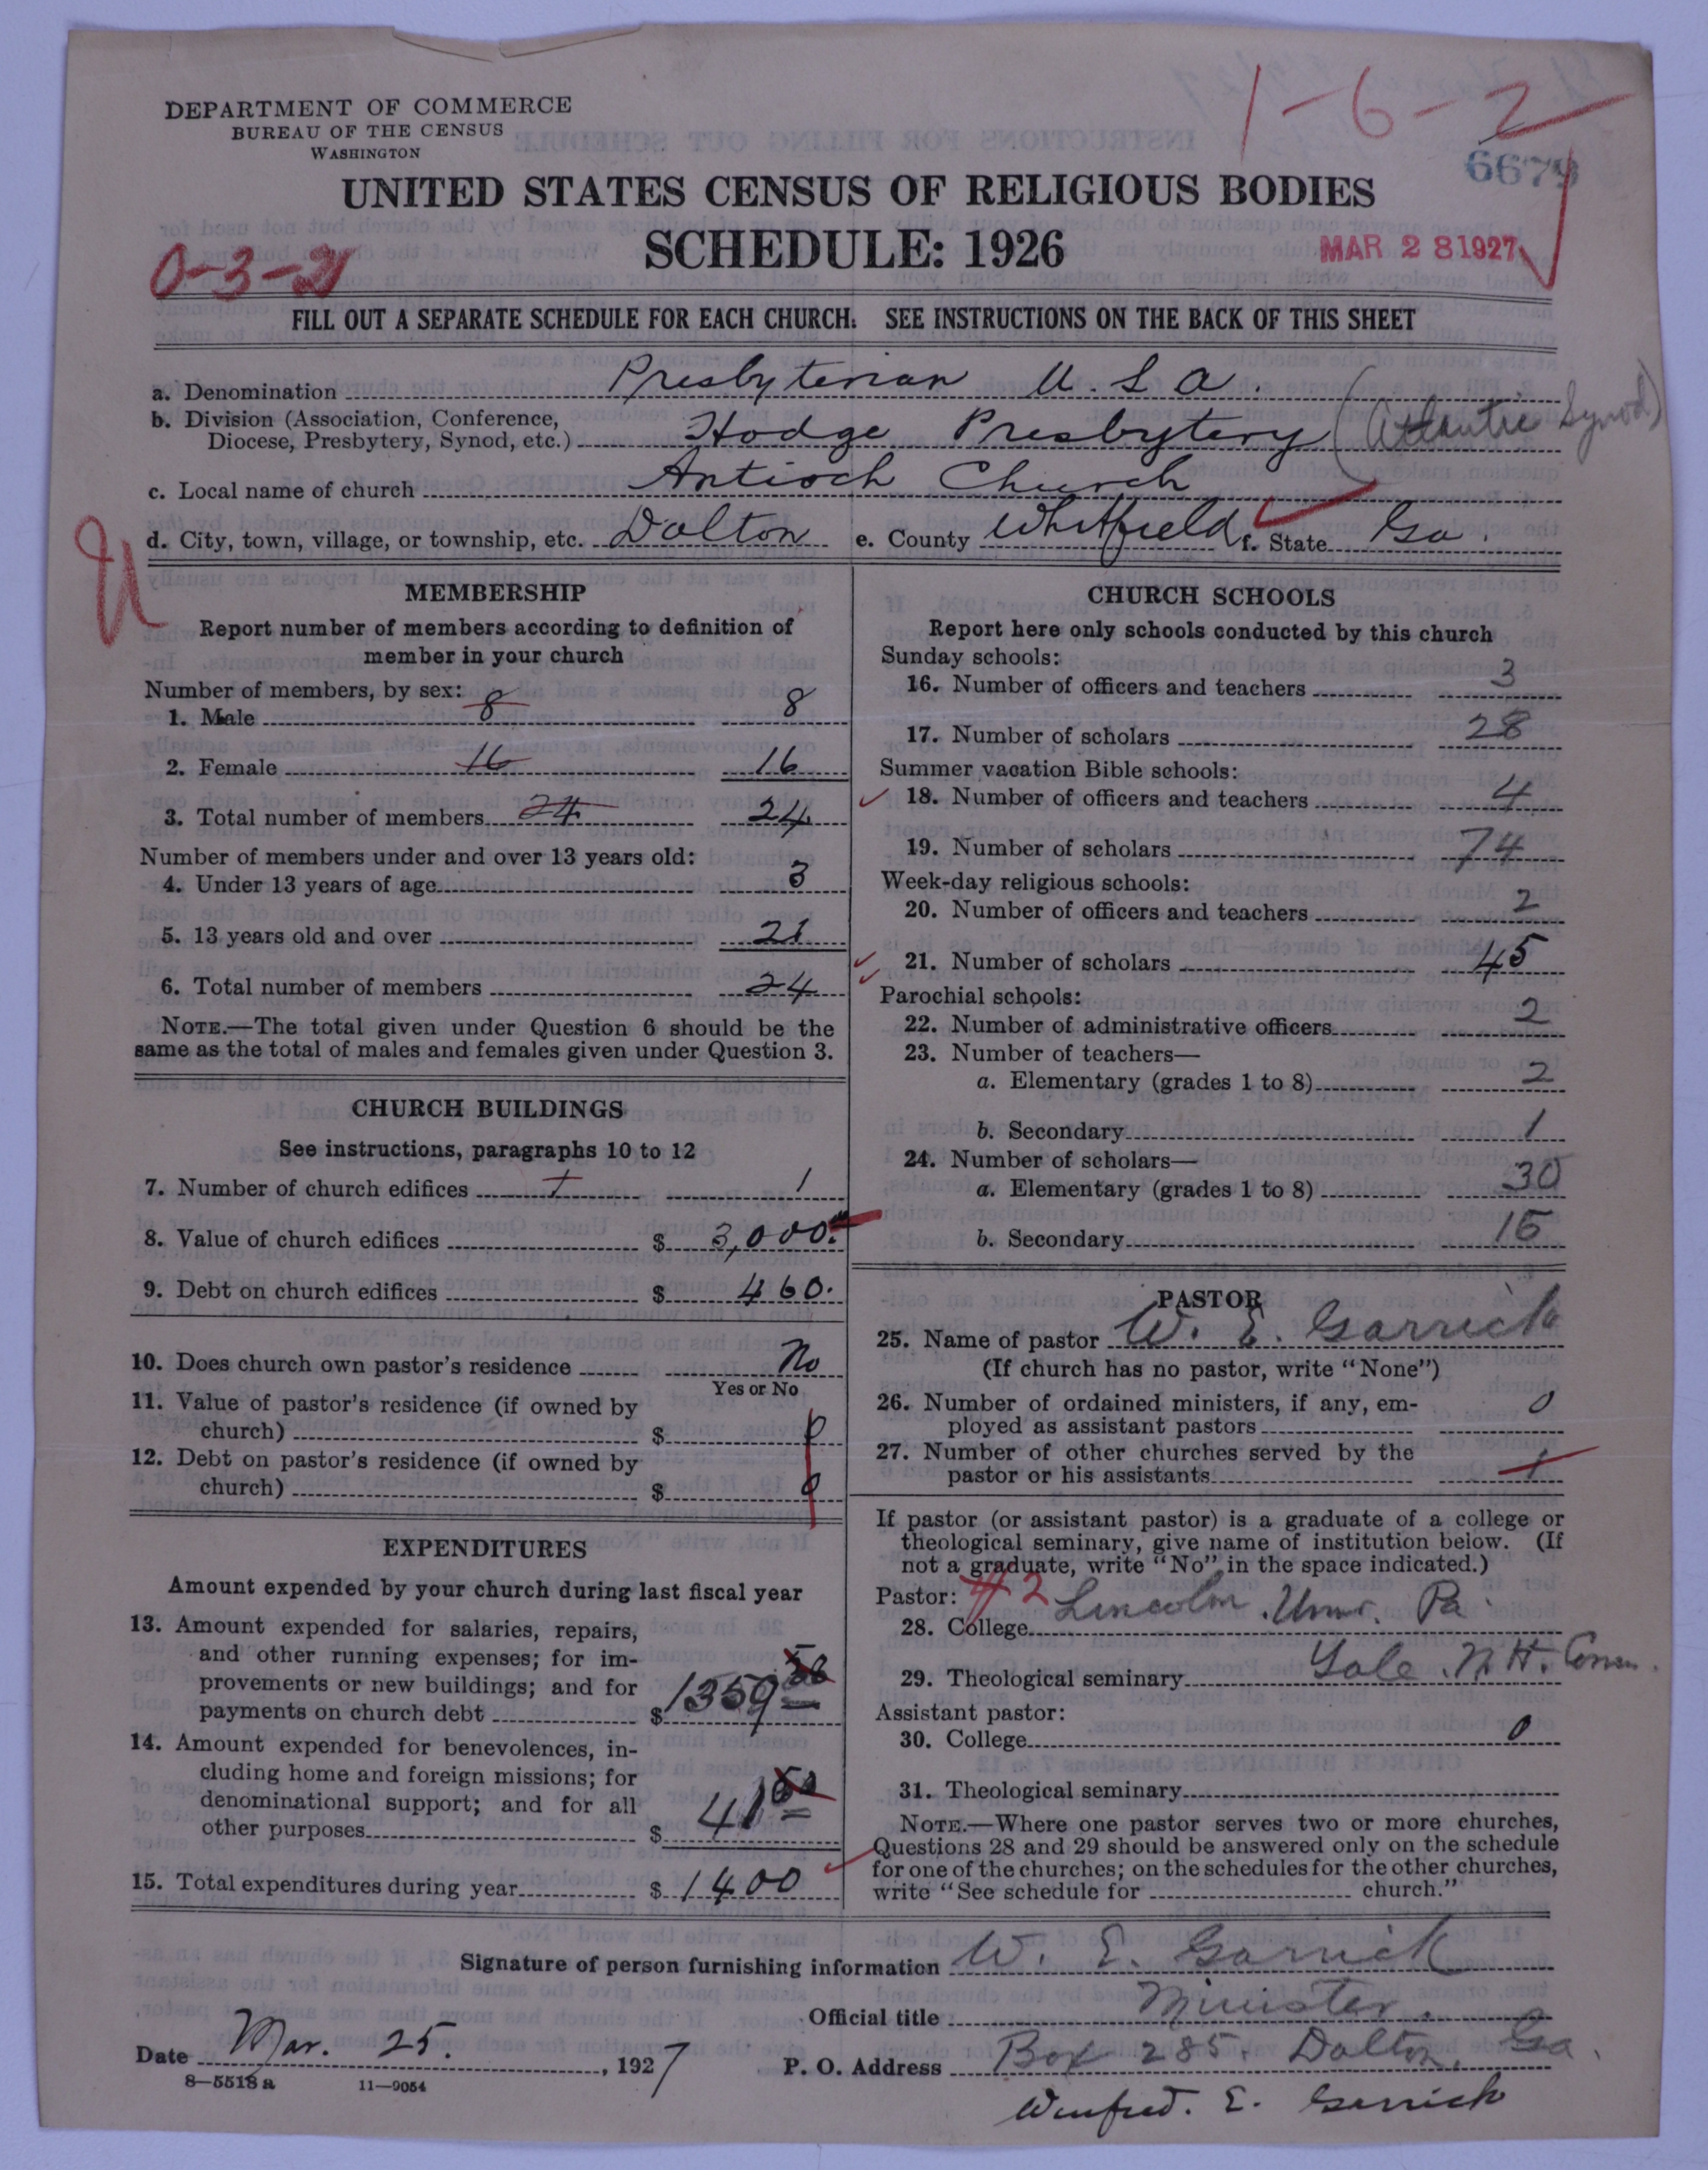 1-6-2
DEPARTMENT OF COMMERCE
BUREAU OF THE CENSUS
WASHINGTON
6679
UNITED STATES CENSUS OF RELIGIOUS BODIES
SCHEDULE: 1926
0-3-21
MAR 28 1927
FILL OUT A SEPARATE SCHEDULE FOR EACH CHURCH. SEE INSTRUCTIONS ON THE BACK OF THIS SHEET
a. Denomination Presbyterian U.S.A.
b. Division (Association, Conference,
Diocese, Presbytery, Synod, etc.) Hodge Presbytery (Atlantic Synod)
c. Local name of church Antioch Church
d. City, town, village, or township, etc. Dalton e. County Whitfield f. State Ga.
MEMBERSHIP
Report number of members according to definition of
member in your church
Number of members, by sex:
1. Male 8 8
2. Female 16 16
3. Total number of members 24 24
Number of members under and over 13 years old:
4. Under 13 years of age 3
5. 13 years old and over 21
6. Total number of members 24
NOTE.—The total given under Question 6 should be the
same as the total of males and females given under Question 3.
CHURCH BUILDINGS
See instructions, paragraphs 10 to 12
7. Number of church edifices 1 1
8. Value of church edifices $ 3,000.
9. Debt on church edifices $ 460.
10. Does church own pastor's residence No
Yes or No
11. Value of pastor's residence (if owned by
church) $ 0
12. Debt on pastor's residence (if owned by
church) $ 0
EXPENDITURES
Amount expended by your church during last fiscal year
13. Amount expended for salaries, repairs,
and other running expenses; for im-
provements or new buildings; and for
payments on church debt $ 1359
14. Amount expended for benevolences, in-
cluding home and foreign missions; for
denominational support; and for all
other purposes $ 41
15. Total expenditures during year $ 1400
CHURCH SCHOOLS
Report here only schools conducted by this church
Sunday schools:
16. Number of officers and teachers 3
17. Number of scholars 28
Summer vacation Bible schools:
18. Number of officers and teachers 4
19. Number of scholars 74
Week-day religious schools:
20. Number of officers and teachers 2
21. Number of scholars 45
Parochial schools:
22. Number of administrative officers 2
23. Number of teachers—
a. Elementary (grades 1 to 8) 2
b. Secondary 1
24. Number of scholars—
a. Elementary (grades 1 to 8) 30
b. Secondary 15
PASTOR
25. Name of pastor W. E. Garrick
(If church has no pastor, write "None")
26. Number of ordained ministers, if any, em-
ployed as assistant pastors 0
27. Number of other churches served by the
pastor or his assistants 1
If pastor (or assistant pastor) is a graduate of a college or
theological seminary, give name of institution below. (If
not a graduate, write "No" in the space indicated.)
Pastor: #2
28. College Lincoln Univ. Pa.
29. Theological seminary Yale N.H. Conn.
Assistant pastor:
30. College 0
31. Theological seminary
NOTE.—Where one pastor serves two or more churches,
Questions 28 and 29 should be answered only on the schedule
for one of the churches; on the schedules for the other churches,
write "See schedule for church."
Signature of person furnishing information W. E. Garrick
Official title Minister.
Date Mar. 25. , 1927 P. O. Address Box 285. Dalton, Ga.
8—5518a 11—9054
Winfred. E. Garrick